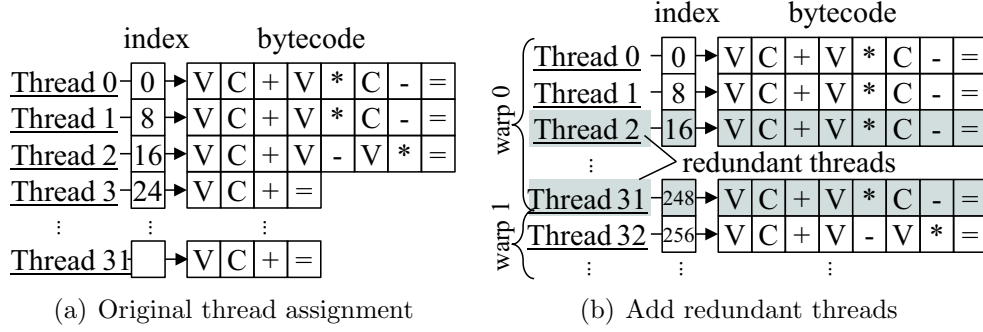 index bytecode
Thread 0 0 V C + V * C - =
Thread 1 8 V C + V * C - =
Thread 2 16 V C + V - V * =
Thread 3 24 V C + =
⋮ ⋮ ⋮
Thread 31 V C + =
(a) Original thread assignment
index bytecode
warp 0
Thread 0 0 V C + V * C - =
Thread 1 8 V C + V * C - =
Thread 2 16 V C + V * C - =
⋮ redundant threads
Thread 31 248 V C + V * C - =
warp 1
Thread 32 256 V C + V - V * =
⋮ ⋮ ⋮
(b) Add redundant threads